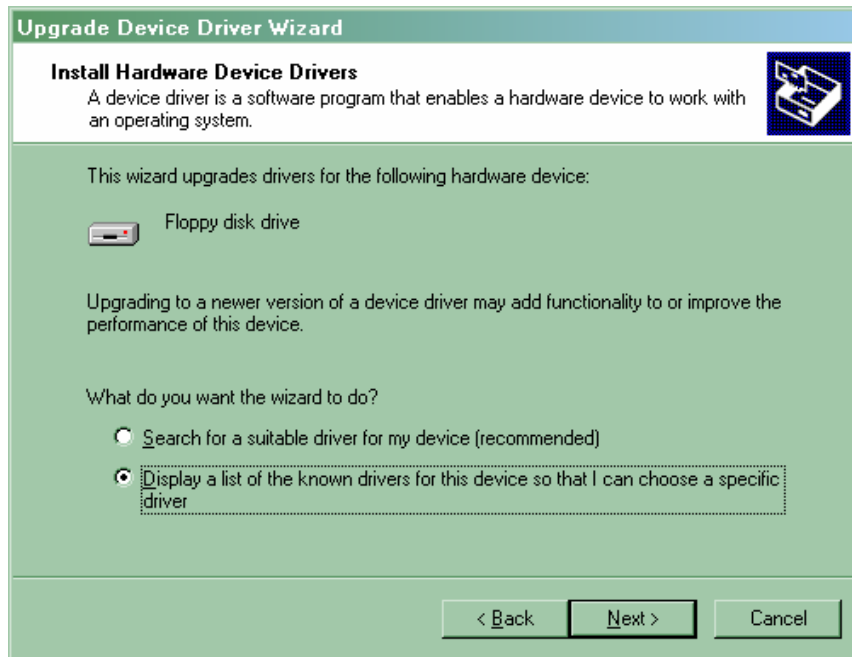 Upgrade Device Driver Wizard
Install Hardware Device Drivers
A device driver is a software program that enables a hardware device to work with
an operating system.
This wizard upgrades drivers for the following hardware device:
Floppy disk drive
Upgrading to a newer version of a device driver may add functionality to or improve the
performance of this device.
What do you want the wizard to do?
Search for a suitable driver for my device (recommended)
Display a list of the known drivers for this device so that I can choose a specific
driver
< Back
Next >
Cancel